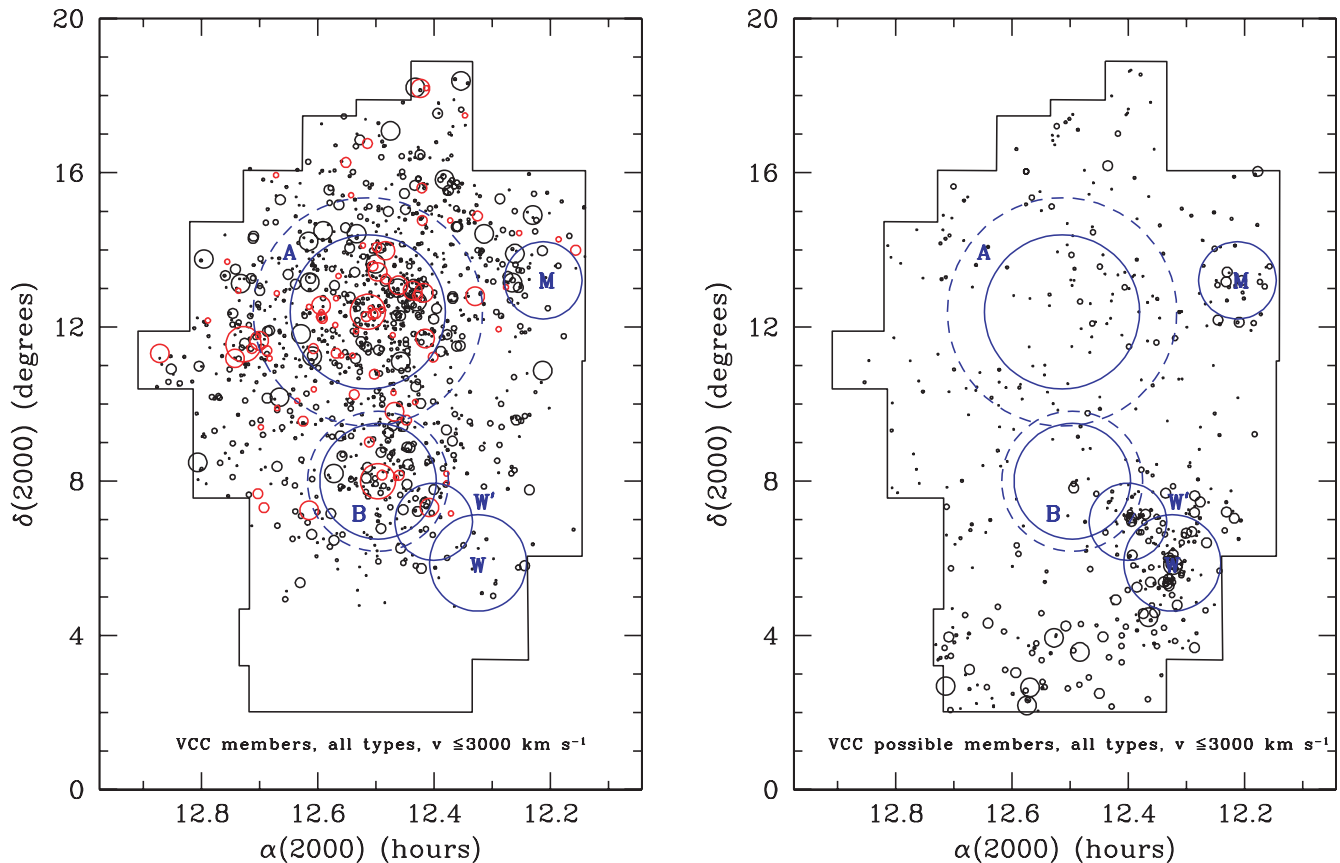 20
16
12
8
4
0
δ(2000) (degrees)
A
M
B
W'
W
VCC members, all types, v ≦3000 km s⁻¹
12.8
12.6
12.4
12.2
α(2000) (hours)
20
16
12
8
4
0
δ(2000) (degrees)
A
M
B
W'
W
VCC possible members, all types, v ≦3000 km s⁻¹
12.8
12.6
12.4
12.2
α(2000) (hours)